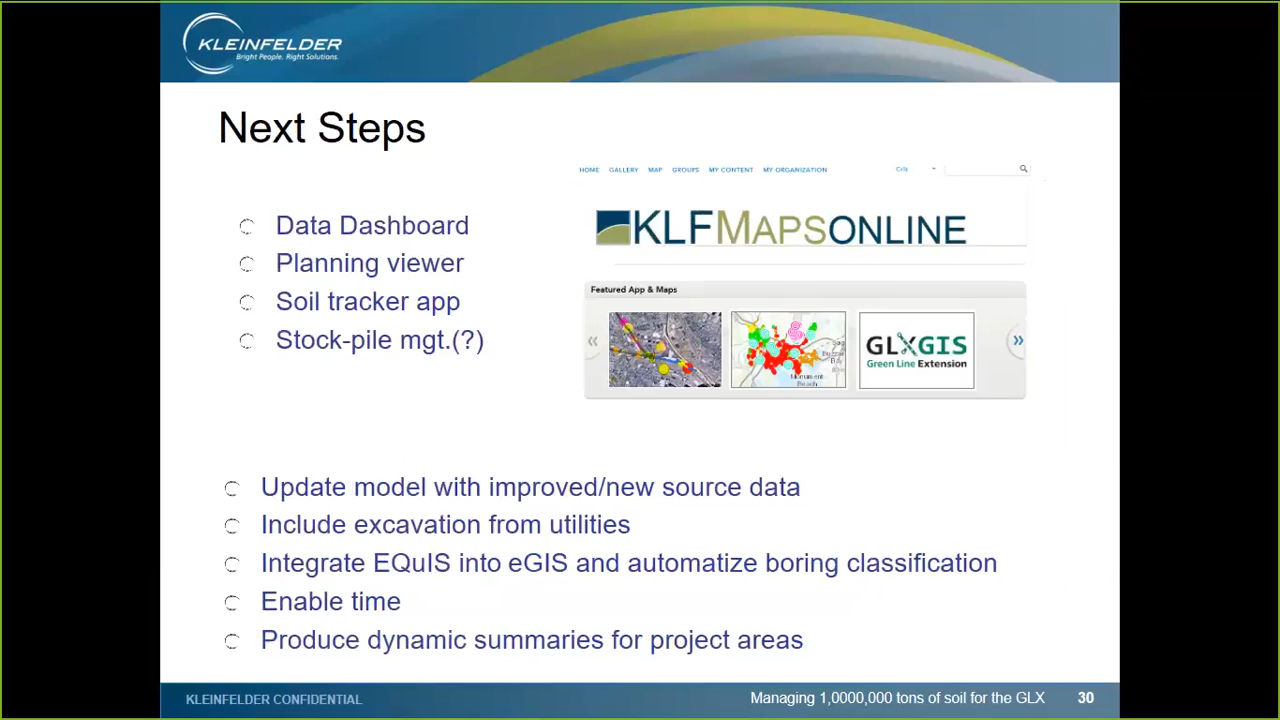 KLEINFELDER
Bright People. Right Solutions.
Next Steps
Data Dashboard
Planning viewer
Soil tracker app
Stock-pile mgt.(?)
HOME GALLERY MAP GROUPS MY CONTENT MY ORGANIZATION
KLFMAPSONLINE
Featured App & Maps
Monument
Beach
GLXGIS
Green Line Extension
Update model with improved/new source data
Include excavation from utilities
Integrate EQuIS into eGIS and automatize boring classification
Enable time
Produce dynamic summaries for project areas
KLEINFELDER CONFIDENTIAL
Managing 1,0000,000 tons of soil for the GLX 30